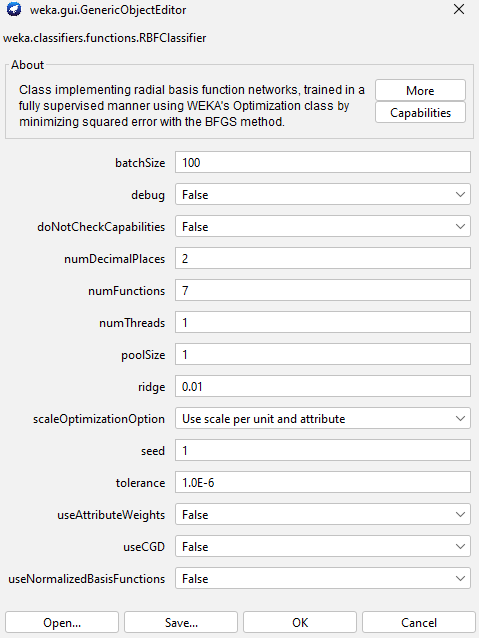 weka.gui.GenericObjectEditor
weka.classifiers.functions.RBFClassifier
About
Class implementing radial basis function networks, trained in a
fully supervised manner using WEKA's Optimization class by
minimizing squared error with the BFGS method.
More
Capabilities
batchSize 100
debug False
doNotCheckCapabilities False
numDecimalPlaces 2
numFunctions 7
numThreads 1
poolSize 1
ridge 0.01
scaleOptimizationOption Use scale per unit and attribute
seed 1
tolerance 1.0E-6
useAttributeWeights False
useCGD False
useNormalizedBasisFunctions False
Open... Save... OK Cancel